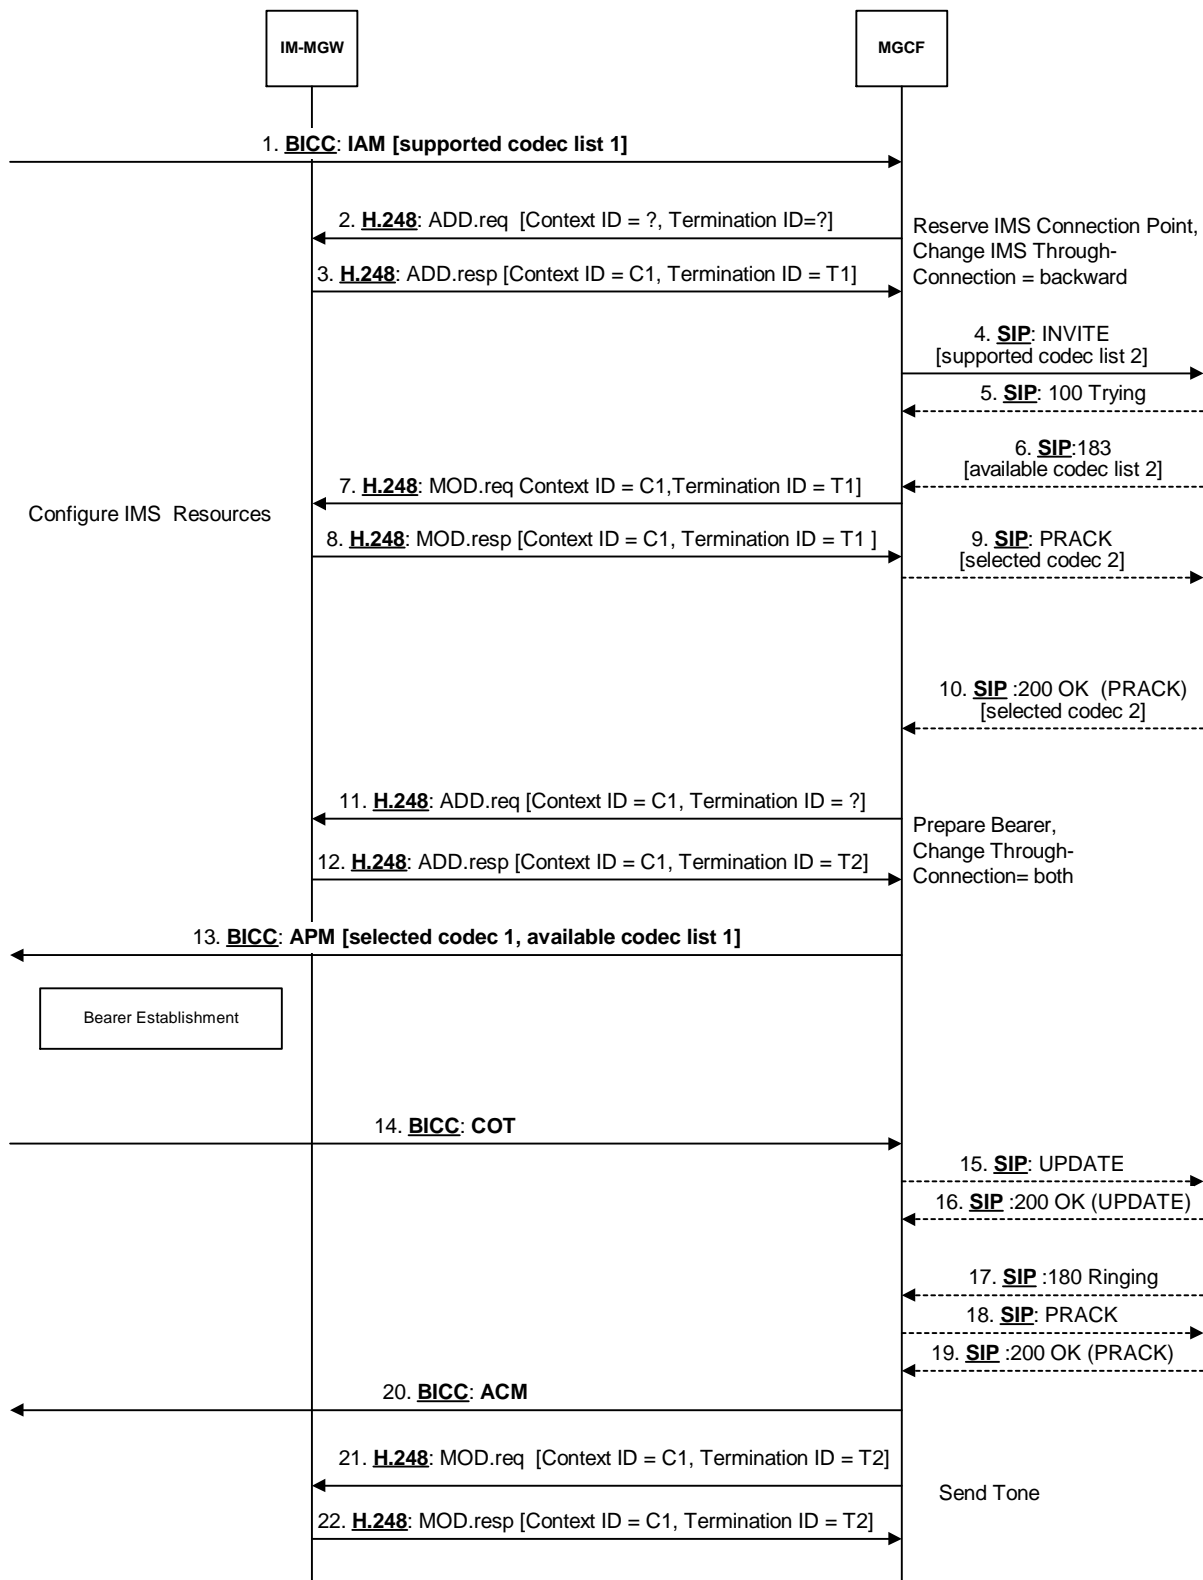 IM-MGW
MGCF
1. BICC: IAM [supported codec list 1]
2. H.248: ADD.req [Context ID = ?, Termination ID=?]
Reserve IMS Connection Point,
Change IMS Through-
Connection = backward
3. H.248: ADD.resp [Context ID = C1, Termination ID = T1]
4. SIP: INVITE
[supported codec list 2]
5. SIP: 100 Trying
6. SIP:183
[available codec list 2]
7. H.248: MOD.req Context ID = C1,Termination ID = T1]
Configure IMS Resources
8. H.248: MOD.resp [Context ID = C1, Termination ID = T1 ]
9. SIP: PRACK
[selected codec 2]
10. SIP :200 OK (PRACK)
[selected codec 2]
11. H.248: ADD.req [Context ID = C1, Termination ID = ?]
Prepare Bearer,
Change Through-
Connection= both
12. H.248: ADD.resp [Context ID = C1, Termination ID = T2]
13. BICC: APM [selected codec 1, available codec list 1]
Bearer Establishment
14. BICC: COT
15. SIP: UPDATE
16. SIP :200 OK (UPDATE)
17. SIP :180 Ringing
18. SIP: PRACK
19. SIP :200 OK (PRACK)
20. BICC: ACM
21. H.248: MOD.req [Context ID = C1, Termination ID = T2]
Send Tone
22. H.248: MOD.resp [Context ID = C1, Termination ID = T2]